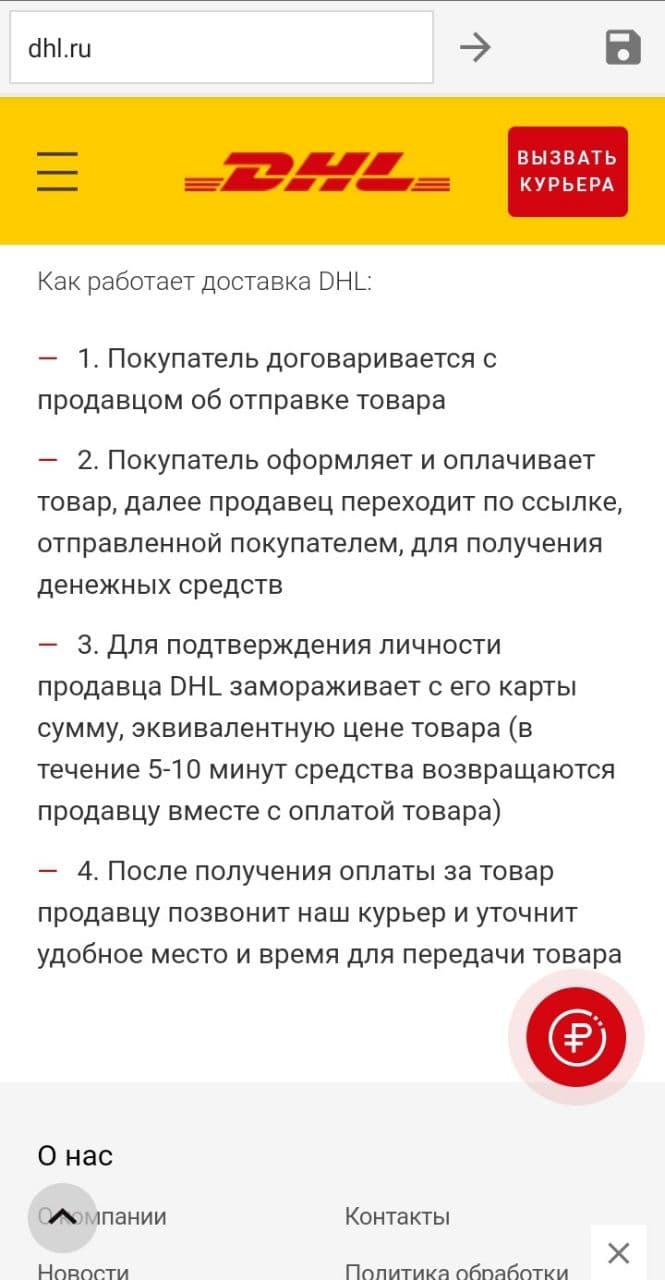 dhl.ru
DHL
ВЫЗВАТЬ
КУРЬЕРА
Как работает доставка DHL:
— 1. Покупатель договаривается с
продавцом об отправке товара
— 2. Покупатель оформляет и оплачивает
товар, далее продавец переходит по ссылке,
отправленной покупателем, для получения
денежных средств
— 3. Для подтверждения личности
продавца DHL замораживает с его карты
сумму, эквивалентную цене товара (в
течение 5-10 минут средства возвращаются
продавцу вместе с оплатой товара)
— 4. После получения оплаты за товар
продавцу позвонит наш курьер и уточнит
удобное место и время для передачи товара
₽
О нас
О компании
Контакты
Новости
Политика обработки